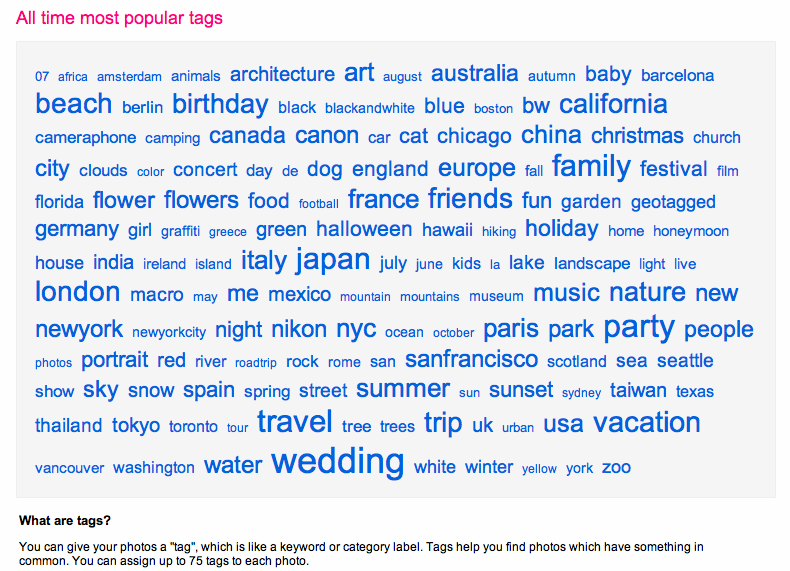 All time most popular tags
07 africa amsterdam animals architecture art august australia autumn baby barcelona
beach berlin birthday black blackandwhite blue boston bw california
cameraphone camping canada canon car cat chicago china christmas church
city clouds color concert day de dog england europe fall family festival film
florida flower flowers food football france friends fun garden geotagged
germany girl graffiti greece green halloween hawaii hiking holiday home honeymoon
house india ireland island italy japan july june kids la lake landscape light live
london macro may me mexico mountain mountains museum music nature new
newyork newyorkcity night nikon nyc ocean october paris park party people
photos portrait red river roadtrip rock rome san sanfrancisco scotland sea seattle
show sky snow spain spring street summer sun sunset sydney taiwan texas
thailand tokyo toronto tour travel tree trees trip uk urban usa vacation
vancouver washington water wedding white winter yellow york zoo
What are tags?
You can give your photos a "tag", which is like a keyword or category label. Tags help you find photos which have something in
common. You can assign up to 75 tags to each photo.